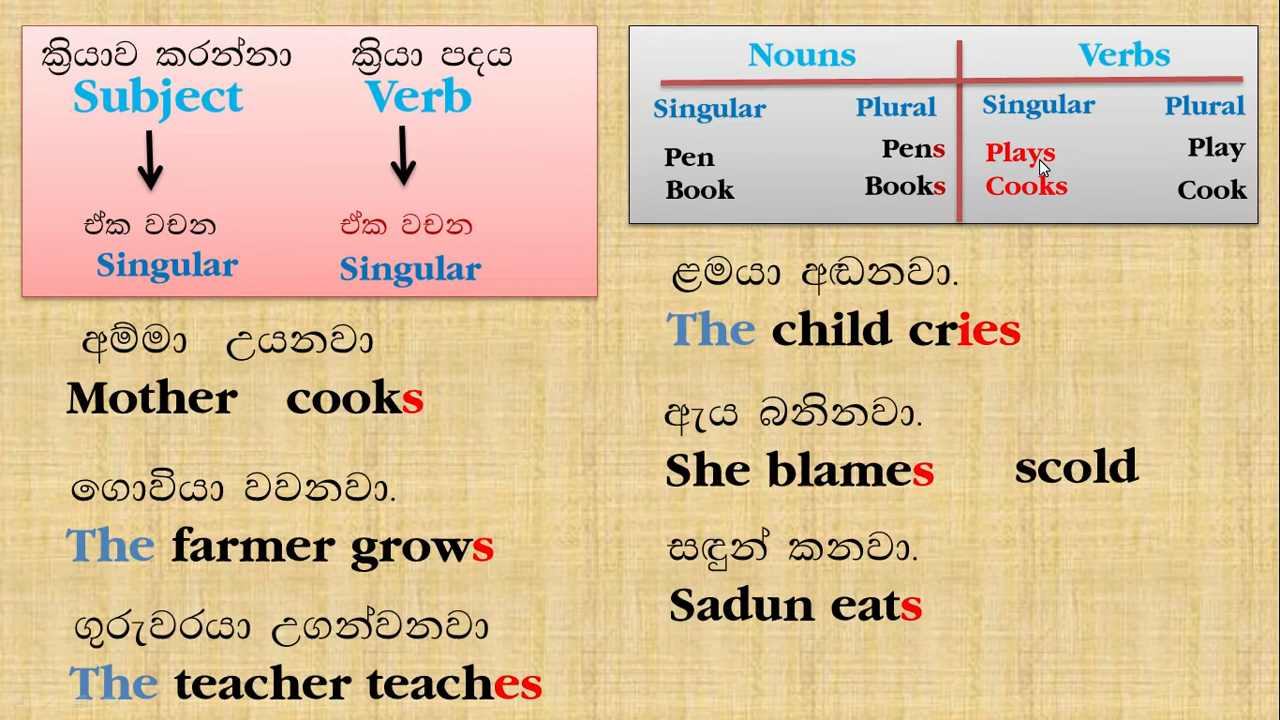 ක්‍රියාව කරන්නා ක්‍රියා පදය
Subject Verb
ඒක වචන ඒක වචන
Singular Singular
Nouns Verbs
Singular Plural Singular Plural
Pen Pens Plays Play
Book Books Cooks Cook
අම්මා උයනවා
Mother cooks
ගොවියා වවනවා.
The farmer grows
ගුරුවරයා උගන්වනවා
The teacher teaches
ළමයා අඬනවා.
The child cries
ඇය බනිනවා.
She blames scold
සඳුන් කනවා.
Sadun eats